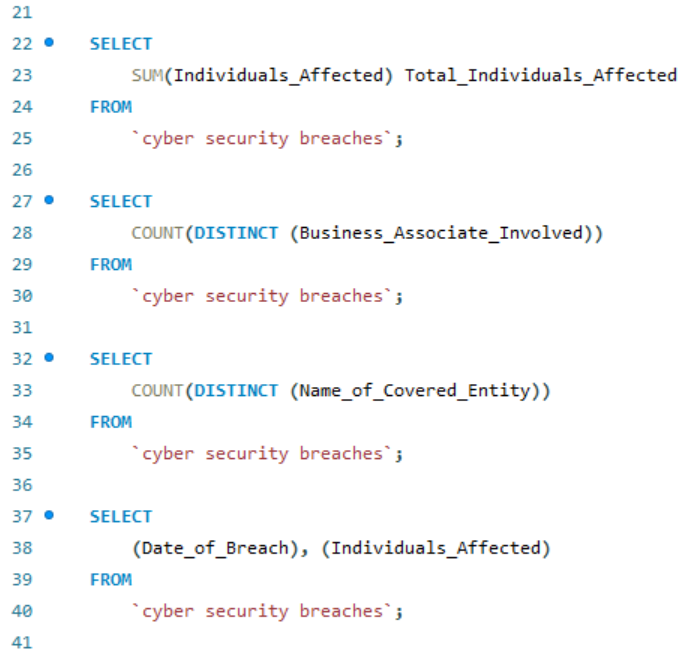 21
22 SELECT
23 SUM(Individuals_Affected) Total_Individuals_Affected
24 FROM
25 `cyber security breaches`;
26
27 SELECT
28 COUNT(DISTINCT (Business_Associate_Involved))
29 FROM
30 `cyber security breaches`;
31
32 SELECT
33 COUNT(DISTINCT (Name_of_Covered_Entity))
34 FROM
35 `cyber security breaches`;
36
37 SELECT
38 (Date_of_Breach), (Individuals_Affected)
39 FROM
40 `cyber security breaches`;
41